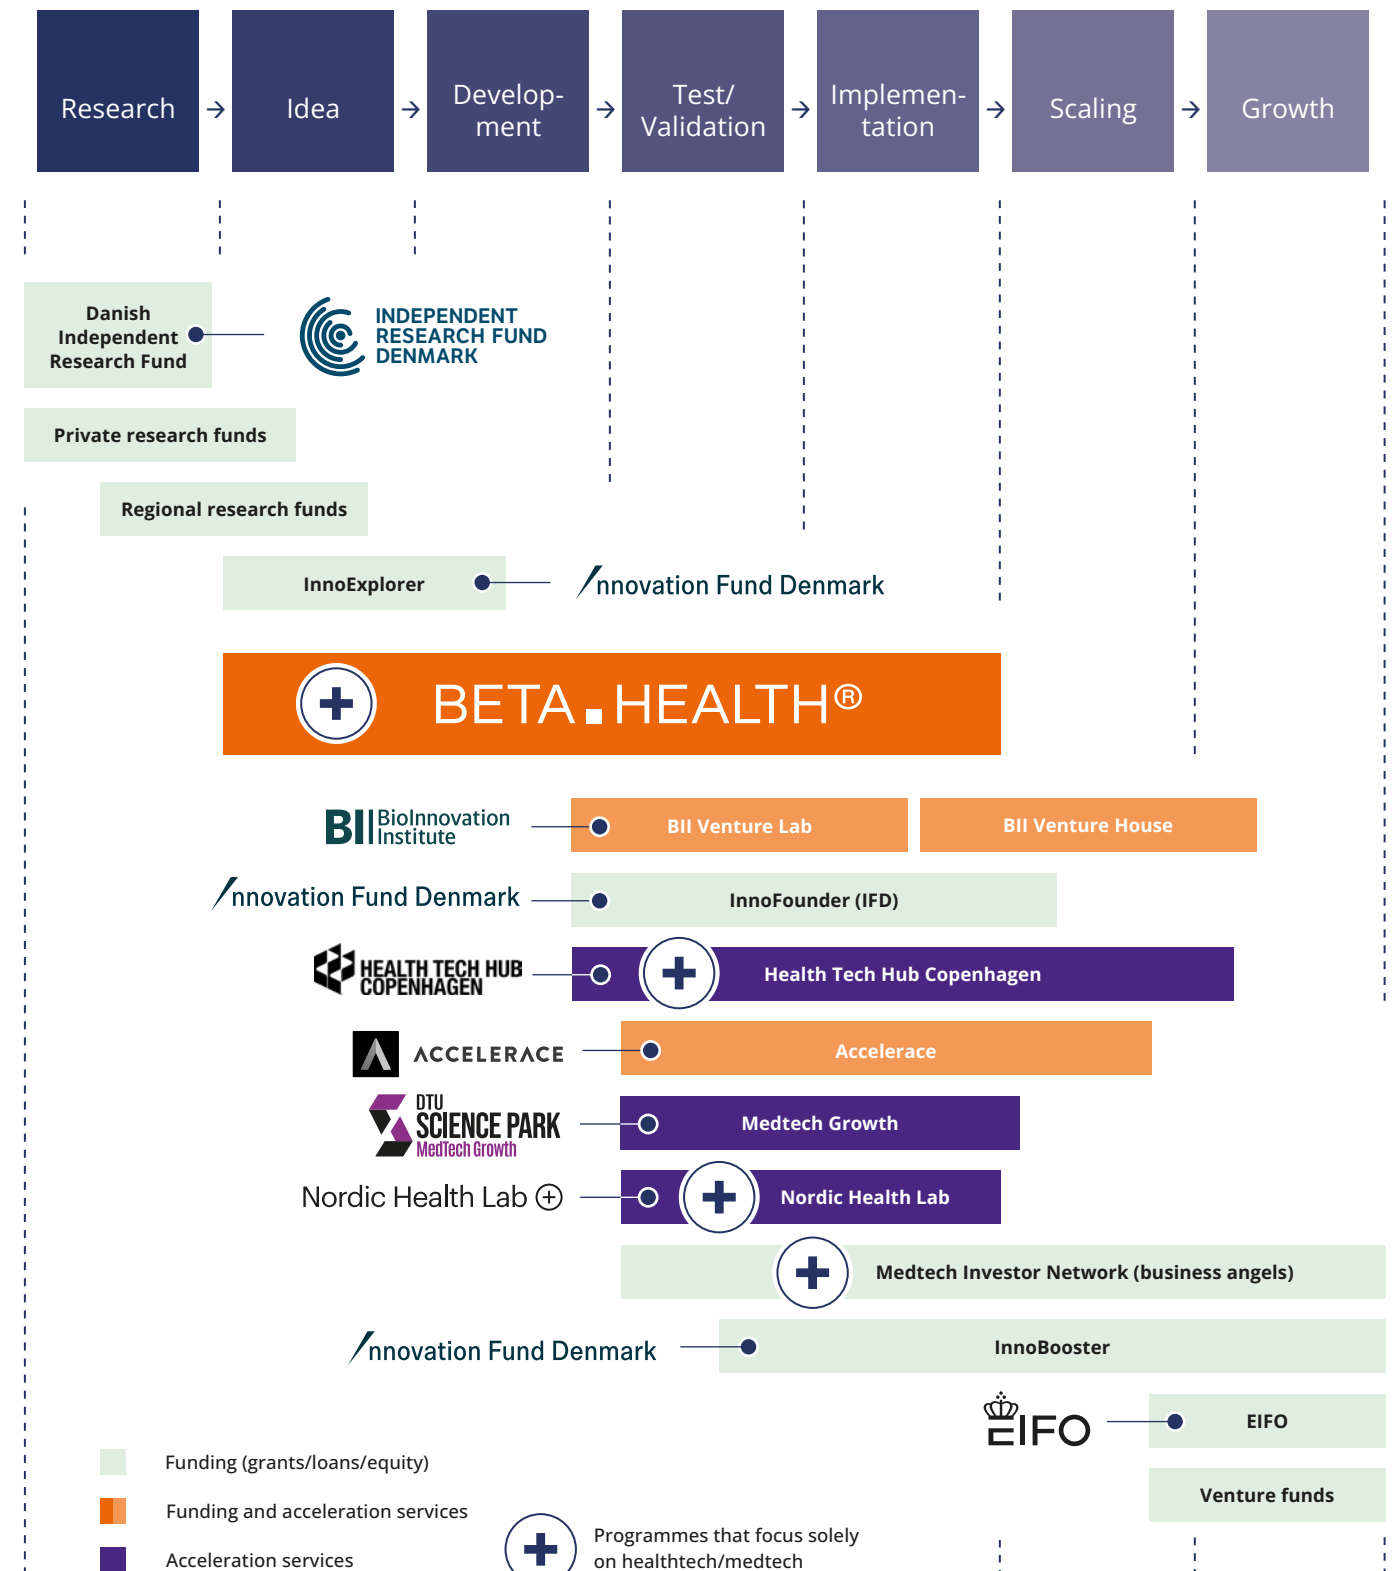 Research
Idea
Develop-
ment
Test/
Validation
Implemen-
tation
Scaling
Growth
Danish
Independent
Research Fund
INDEPENDENT
RESEARCH FUND
DENMARK
Private research funds
Regional research funds
InnoExplorer
Innovation Fund Denmark
BETA.HEALTH®
BII BioInnovation
Institute
BII Venture Lab
BII Venture House
Innovation Fund Denmark
InnoFounder (IFD)
HEALTH TECH HUB
COPENHAGEN
Health Tech Hub Copenhagen
ACCELERACE
Accelerace
DTU
SCIENCE PARK
MedTech Growth
Medtech Growth
Nordic Health Lab
Nordic Health Lab
Medtech Investor Network (business angels)
Innovation Fund Denmark
InnoBooster
EIFO
EIFO
Venture funds
Funding (grants/loans/equity)
Funding and acceleration services
Acceleration services
Programmes that focus solely
on healthtech/medtech